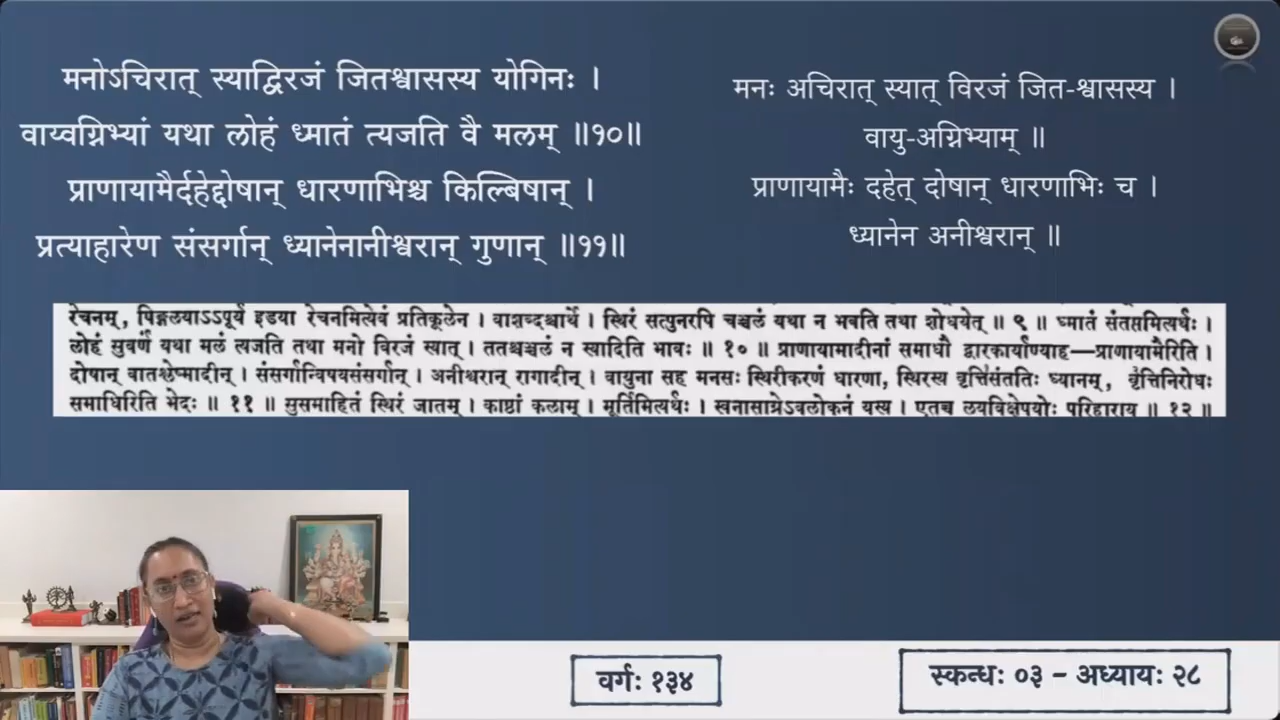 मनोऽचिरात् स्याद्विरजं जितश्वासस्य योगिनः ।
वाय्वग्निभ्यां यथा लोहं ध्मातं त्यजति वै मलम् ॥१०॥
प्राणायामैर्दहेद्दोषान् धारणाभिश्च किल्बिषान् ।
प्रत्याहारेण संसर्गान् ध्यानेनानीश्वरान् गुणान् ॥११॥
मनः अचिरात् स्यात् विरजं जित-श्वासस्य ।
वायु-अग्निभ्याम् ॥
प्राणायामैः दहेत् दोषान् धारणाभिः च ।
ध्यानेन अनीश्वरान् ॥
रेचनम्, पिङ्गलयाऽऽपूर्य इडया रेचनमित्येवं प्रतिकूलेन । वाशब्दश्चार्थे । स्थिरं सत्पुनरपि चञ्चलं यथा न भवति तथा शोधयेत् ॥ ९ ॥ ध्मातं संतप्तमित्यर्थः ।
लोहं सुवर्णं यथा मलं त्यजति तथा मनो विरजं स्यात् । ततश्चञ्चलं न स्यादिति भावः ॥ १० ॥ प्राणायामादीनां समाधौ द्वारकार्याण्याह—प्राणायामैरिति ।
दोषान् वातश्लेष्मादीन् । संसर्गान्विषयसंसर्गान् । अनीश्वरान् रागादीन् । वायुना सह मनसः स्थिरीकरणं धारणा, स्थिरस्य वृत्तिसंततिः ध्यानम्, वृत्तिनिरोधः
समाधिरिति भेदः ॥ ११ ॥ सुसमाहितं स्थिरं जातम् । काष्ठां कलाम् । मूर्तिमित्यर्थः । स्वनासाग्रेऽवलोकनं यस्य । एतच्च लयविक्षेपयोः परिहाराय ॥ १२ ॥
वर्गः १३४
स्कन्धः ०३ - अध्यायः २८